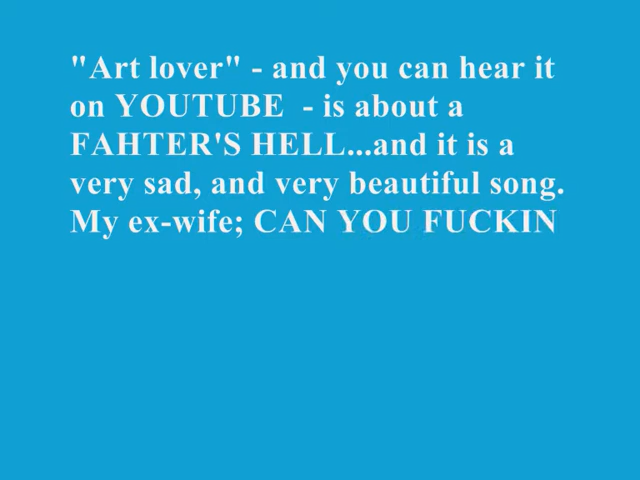 "Art lover" - and you can hear it
on YOUTUBE  - is about a
FAHTER'S HELL...and it is a
very sad, and very beautiful song.
My ex-wife; CAN YOU FUCKIN